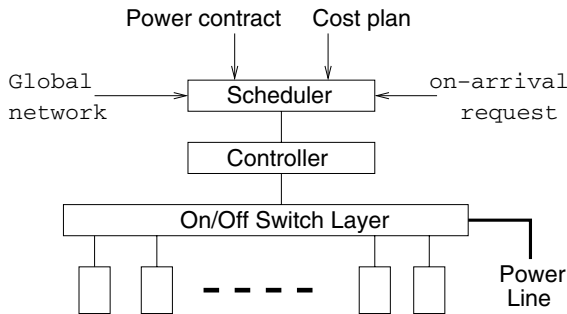 Power contract
Cost plan
Global
network
Scheduler
on-arrival
request
Controller
On/Off Switch Layer
Power
Line